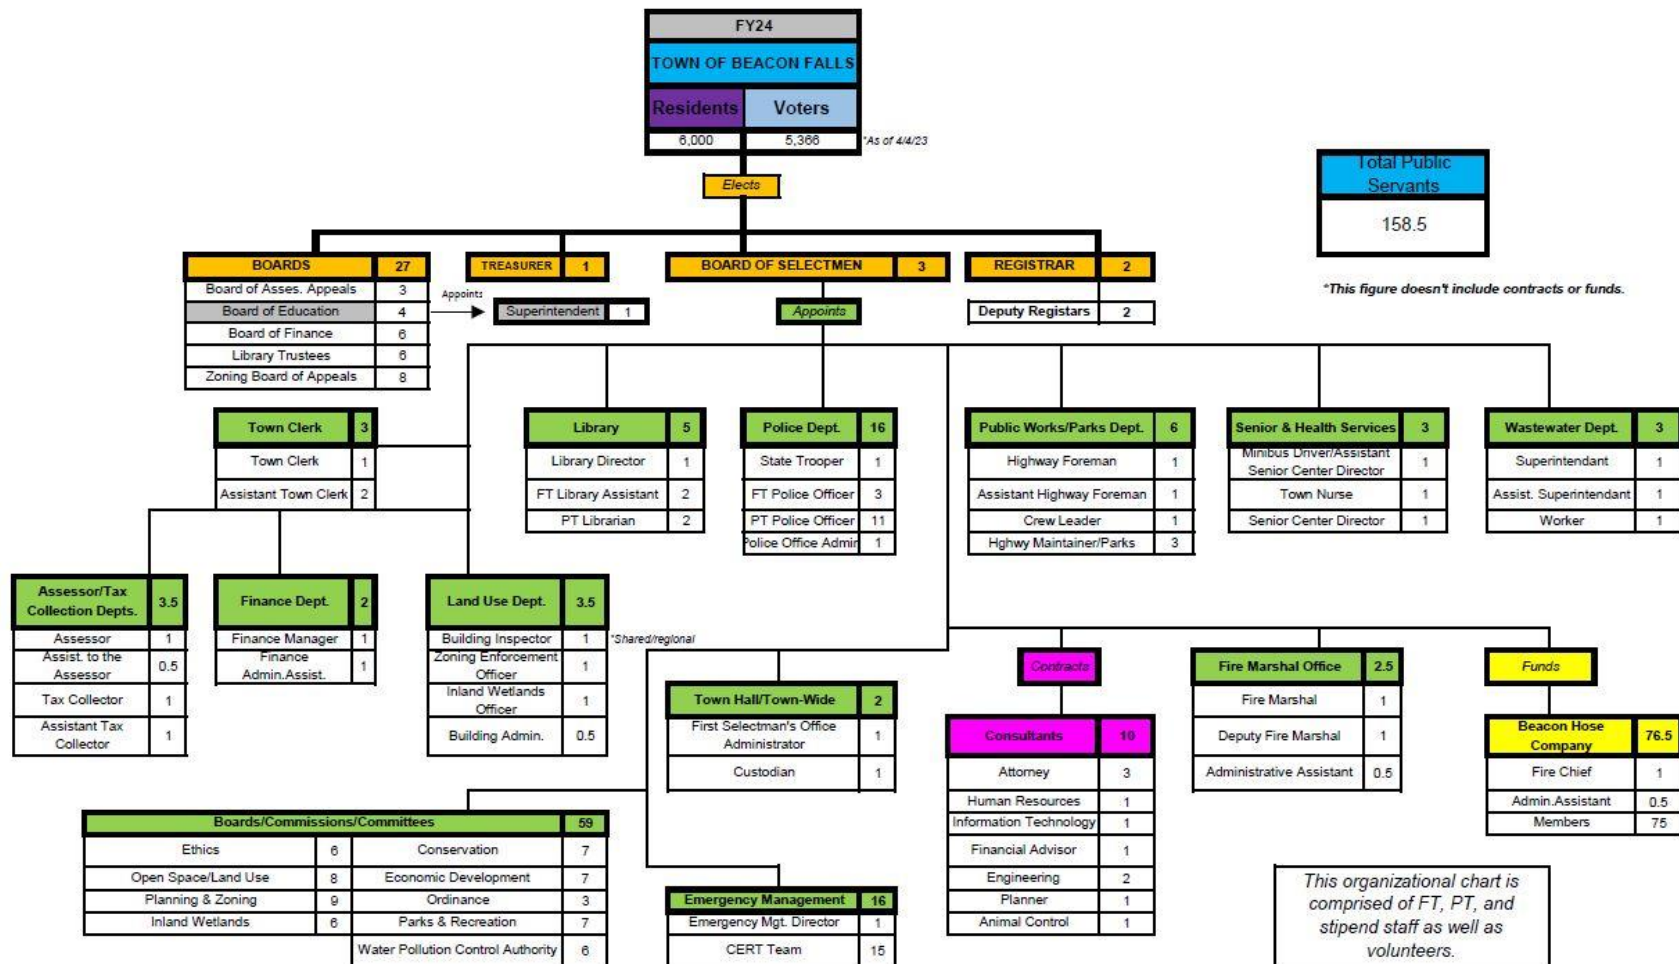 FY24
TOWN OF BEACON FALLS
Residents Voters
6,000 5,366 *As of 4/4/23
Elects
Total Public
Servants
158.5
*This figure doesn't include contracts or funds.
BOARDS 27
Board of Asses. Appeals 3
Board of Education 4
Board of Finance 6
Library Trustees 6
Zoning Board of Appeals 8
Appoints
TREASURER 1
Superintendent 1
BOARD OF SELECTMEN 3
Appoints
REGISTRAR 2
Deputy Registars 2
Town Clerk 3
Town Clerk 1
Assistant Town Clerk 2
Library 5
Library Director 1
FT Library Assistant 2
PT Librarian 2
Police Dept. 16
State Trooper 1
FT Police Officer 3
PT Police Officer 11
Police Office Admin 1
Public Works/Parks Dept. 6
Highway Foreman 1
Assistant Highway Foreman 1
Crew Leader 1
Hghwy Maintainer/Parks 3
Senior & Health Services 3
Minibus Driver/Assistant
Senior Center Director 1
Town Nurse 1
Senior Center Director 1
Wastewater Dept. 3
Superintendant 1
Assist. Superintendant 1
Worker 1
Assessor/Tax
Collection Depts. 3.5
Assessor 1
Assist. to the
Assessor 0.5
Tax Collector 1
Assistant Tax
Collector 1
Finance Dept. 2
Finance Manager 1
Finance
Admin.Assist. 1
Land Use Dept. 3.5
Building Inspector 1 *Shared/regional
Zoning Enforcement
Officer 1
Inland Wetlands
Officer 1
Building Admin. 0.5
Town Hall/Town-Wide 2
First Selectman's Office
Administrator 1
Custodian 1
Contracts
Consultants 10
Attorney 3
Human Resources 1
Information Technology 1
Financial Advisor 1
Engineering 2
Planner 1
Animal Control 1
Fire Marshal Office 2.5
Fire Marshal 1
Deputy Fire Marshal 1
Administrative Assistant 0.5
Funds
Beacon Hose
Company 76.5
Fire Chief 1
Admin.Assistant 0.5
Members 75
Boards/Commissions/Committees 59
Ethics 6 Conservation 7
Open Space/Land Use 8 Economic Development 7
Planning & Zoning 9 Ordinance 3
Inland Wetlands 6 Parks & Recreation 7
Water Pollution Control Authority 6
Emergency Management 16
Emergency Mgt. Director 1
CERT Team 15
This organizational chart is
comprised of FT, PT, and
stipend staff as well as
volunteers.